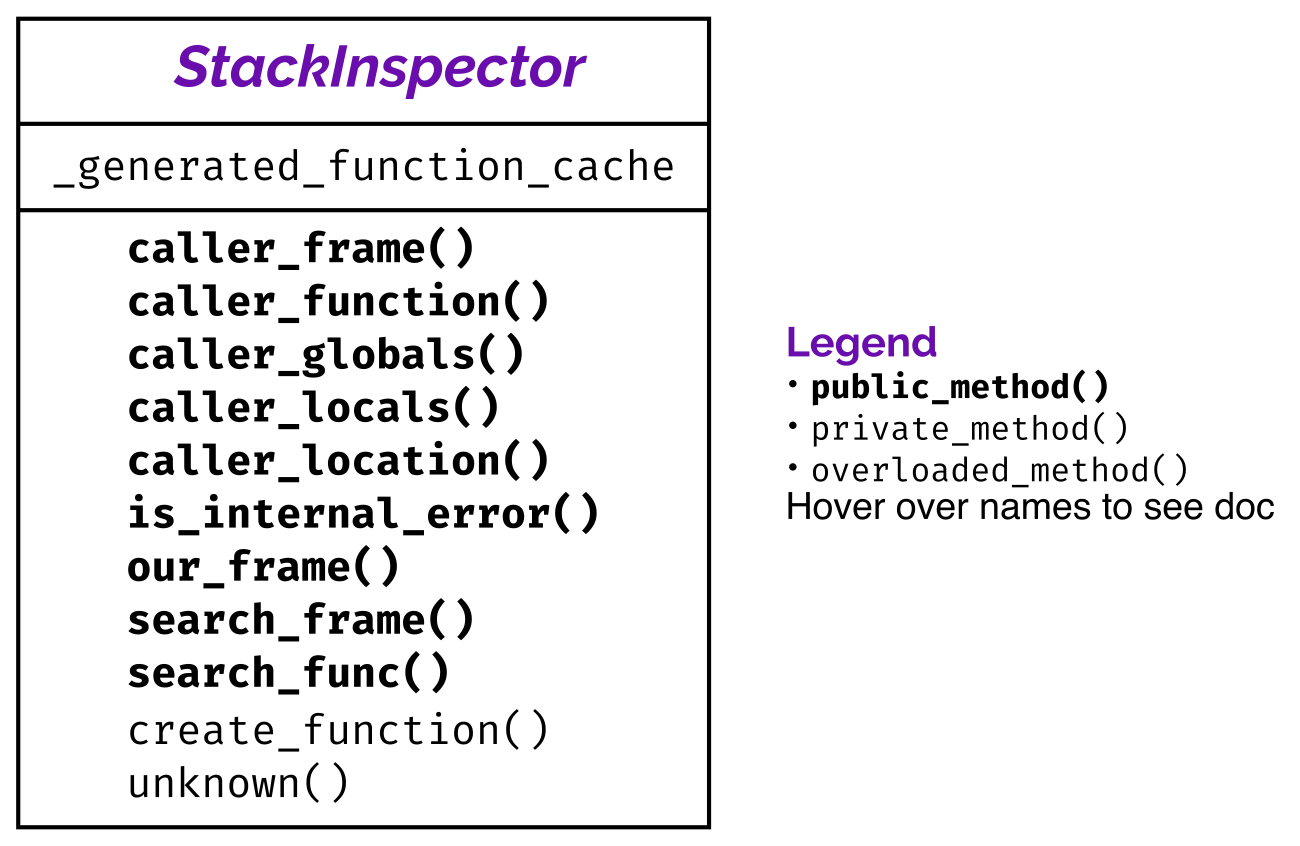 StackInspector
_generated_function_cache
caller_frame()
caller_function()
caller_globals()
caller_locals()
caller_location()
is_internal_error()
our_frame()
search_frame()
search_func()
create_function()
unknown()
Legend
• public_method()
• private_method()
• overloaded_method()
Hover over names to see doc